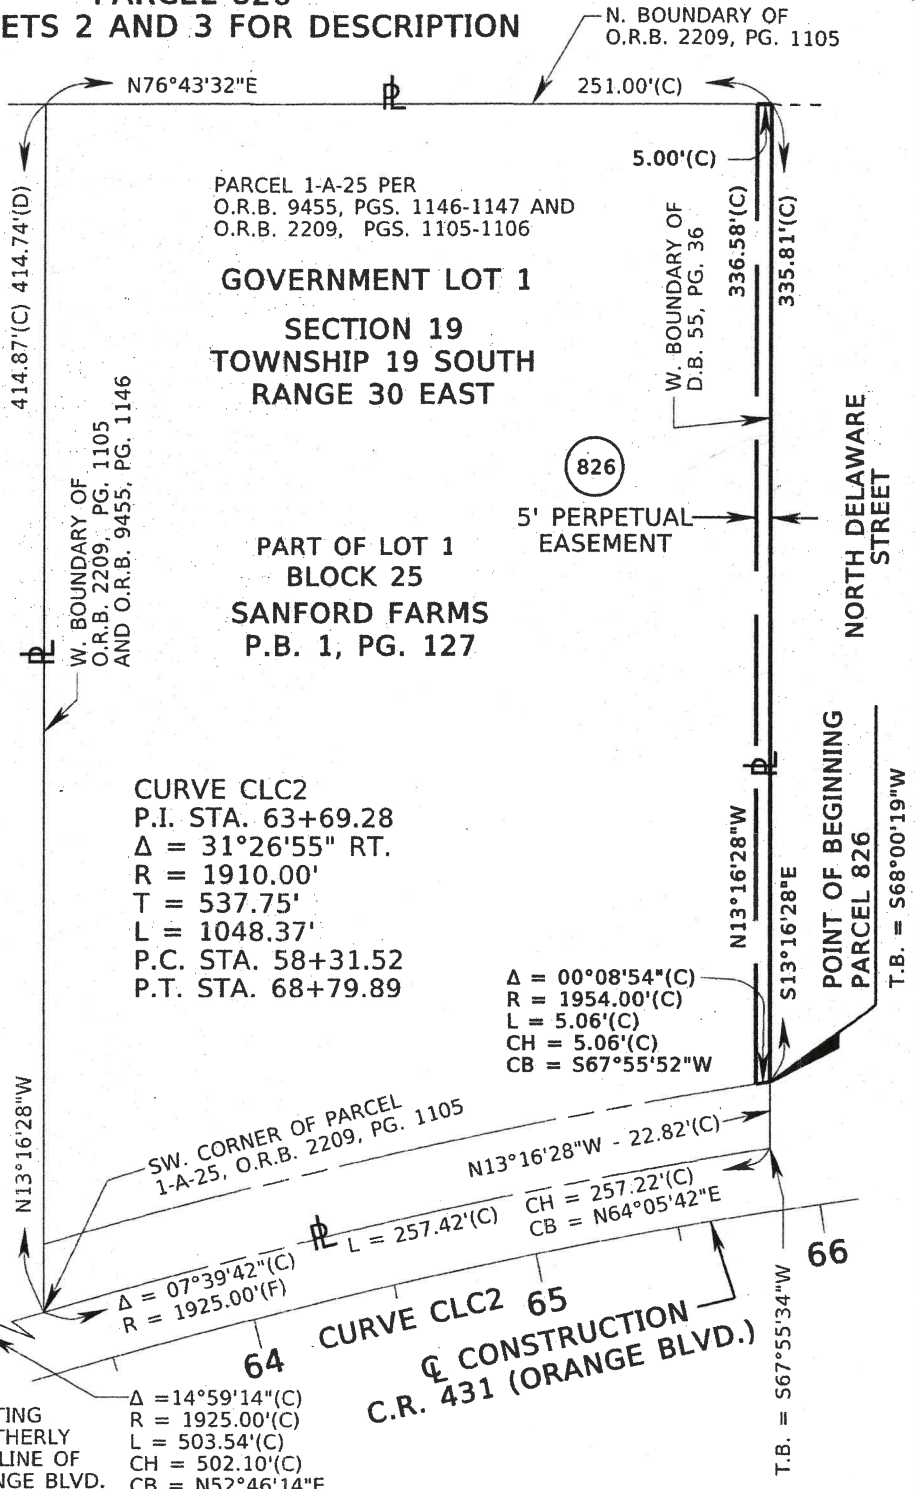 ETS 2 AND 3 FOR DESCRIPTION
N. BOUNDARY OF
O.R.B. 2209, PG. 1105
N76°43'32"E
PL
251.00'(C)
5.00'(C)
414.87'(C) 414.74'(D)
PARCEL 1-A-25 PER
O.R.B. 9455, PGS. 1146-1147 AND
O.R.B. 2209, PGS. 1105-1106
GOVERNMENT LOT 1
SECTION 19
TOWNSHIP 19 SOUTH
RANGE 30 EAST
W. BOUNDARY OF
D.B. 55, PG. 36
336.58'(C)
335.81'(C)
W. BOUNDARY OF
O.R.B. 2209, PG. 1105
AND O.R.B. 9455, PG. 1146
PL
826
5' PERPETUAL
EASEMENT
NORTH DELAWARE
STREET
PART OF LOT 1
BLOCK 25
SANFORD FARMS
P.B. 1, PG. 127
CURVE CLC2
P.I. STA. 63+69.28
Δ = 31°26'55" RT.
R = 1910.00'
T = 537.75'
L = 1048.37'
P.C. STA. 58+31.52
P.T. STA. 68+79.89
PL
N13°16'28"W
S13°16'28"E
POINT OF BEGINNING
PARCEL 826
T.B. = S68°00'19"W
Δ = 00°08'54"(C)
R = 1954.00'(C)
L = 5.06'(C)
CH = 5.06'(C)
CB = S67°55'52"W
N13°16'28"W
SW. CORNER OF PARCEL
1-A-25, O.R.B. 2209, PG. 1105
N13°16'28"W - 22.82'(C)
PL
Δ = 07°39'42"(C)
R = 1925.00'(F)
L = 257.42'(C)
CH = 257.22'(C)
CB = N64°05'42"E
64
CURVE CLC2
65
66
℄ CONSTRUCTION
C.R. 431 (ORANGE BLVD.)
T.B. = S67°55'34"W
TING
THERLY
LINE OF
NGE BLVD.
Δ =14°59'14"(C)
R = 1925.00'(C)
L = 503.54'(C)
CH = 502.10'(C)
CB = N52°46'14"E